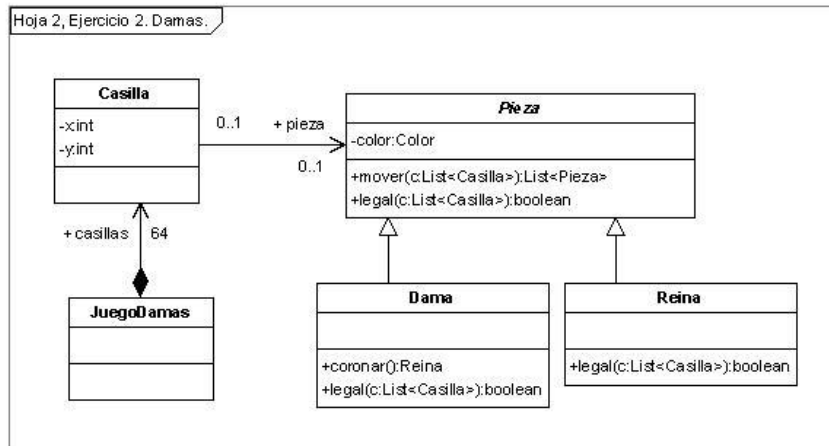 Hoja 2, Ejercicio 2. Damas.
Casilla
-x:int
-y:int
0..1
+ pieza
0..1
Pieza
-color:Color
+mover(c:List<Casilla>):List<Pieza>
+legal(c:List<Casilla>):boolean
+ casillas
64
JuegoDamas
Dama
+coronar():Reina
+legal(c:List<Casilla>):boolean
Reina
+legal(c:List<Casilla>):boolean